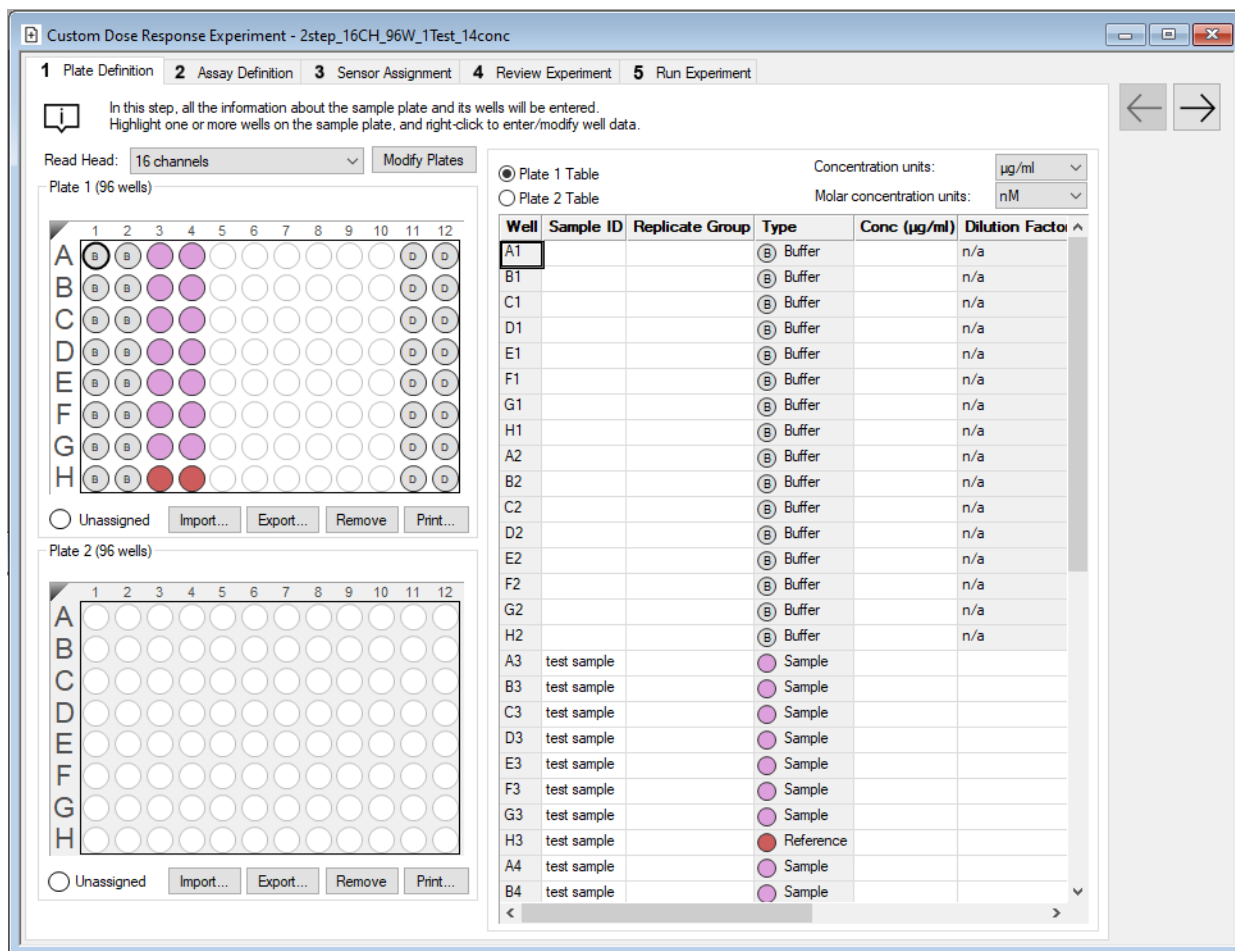 Custom Dose Response Experiment - 2step_16CH_96W_1Test_14conc
1 Plate Definition 2 Assay Definition 3 Sensor Assignment 4 Review Experiment 5 Run Experiment
In this step, all the information about the sample plate and its wells will be entered.
Highlight one or more wells on the sample plate, and right-click to enter/modify well data.
Read Head: 16 channels Modify Plates
Plate 1 (96 wells)
1 2 3 4 5 6 7 8 9 10 11 12
A B B D D
B B B D D
C B B D D
D B B D D
E B B D D
F B B D D
G B B D D
H B B D D
Unassigned Import... Export... Remove Print...
Plate 2 (96 wells)
1 2 3 4 5 6 7 8 9 10 11 12
A
B
C
D
E
F
G
H
Unassigned Import... Export... Remove Print...
Plate 1 Table Concentration units: µg/ml
Plate 2 Table Molar concentration units: nM
Well Sample ID Replicate Group Type Conc (µg/ml) Dilution Factor
A1 B Buffer n/a
B1 B Buffer n/a
C1 B Buffer n/a
D1 B Buffer n/a
E1 B Buffer n/a
F1 B Buffer n/a
G1 B Buffer n/a
H1 B Buffer n/a
A2 B Buffer n/a
B2 B Buffer n/a
C2 B Buffer n/a
D2 B Buffer n/a
E2 B Buffer n/a
F2 B Buffer n/a
G2 B Buffer n/a
H2 B Buffer n/a
A3 test sample Sample
B3 test sample Sample
C3 test sample Sample
D3 test sample Sample
E3 test sample Sample
F3 test sample Sample
G3 test sample Sample
H3 test sample Reference
A4 test sample Sample
B4 test sample Sample